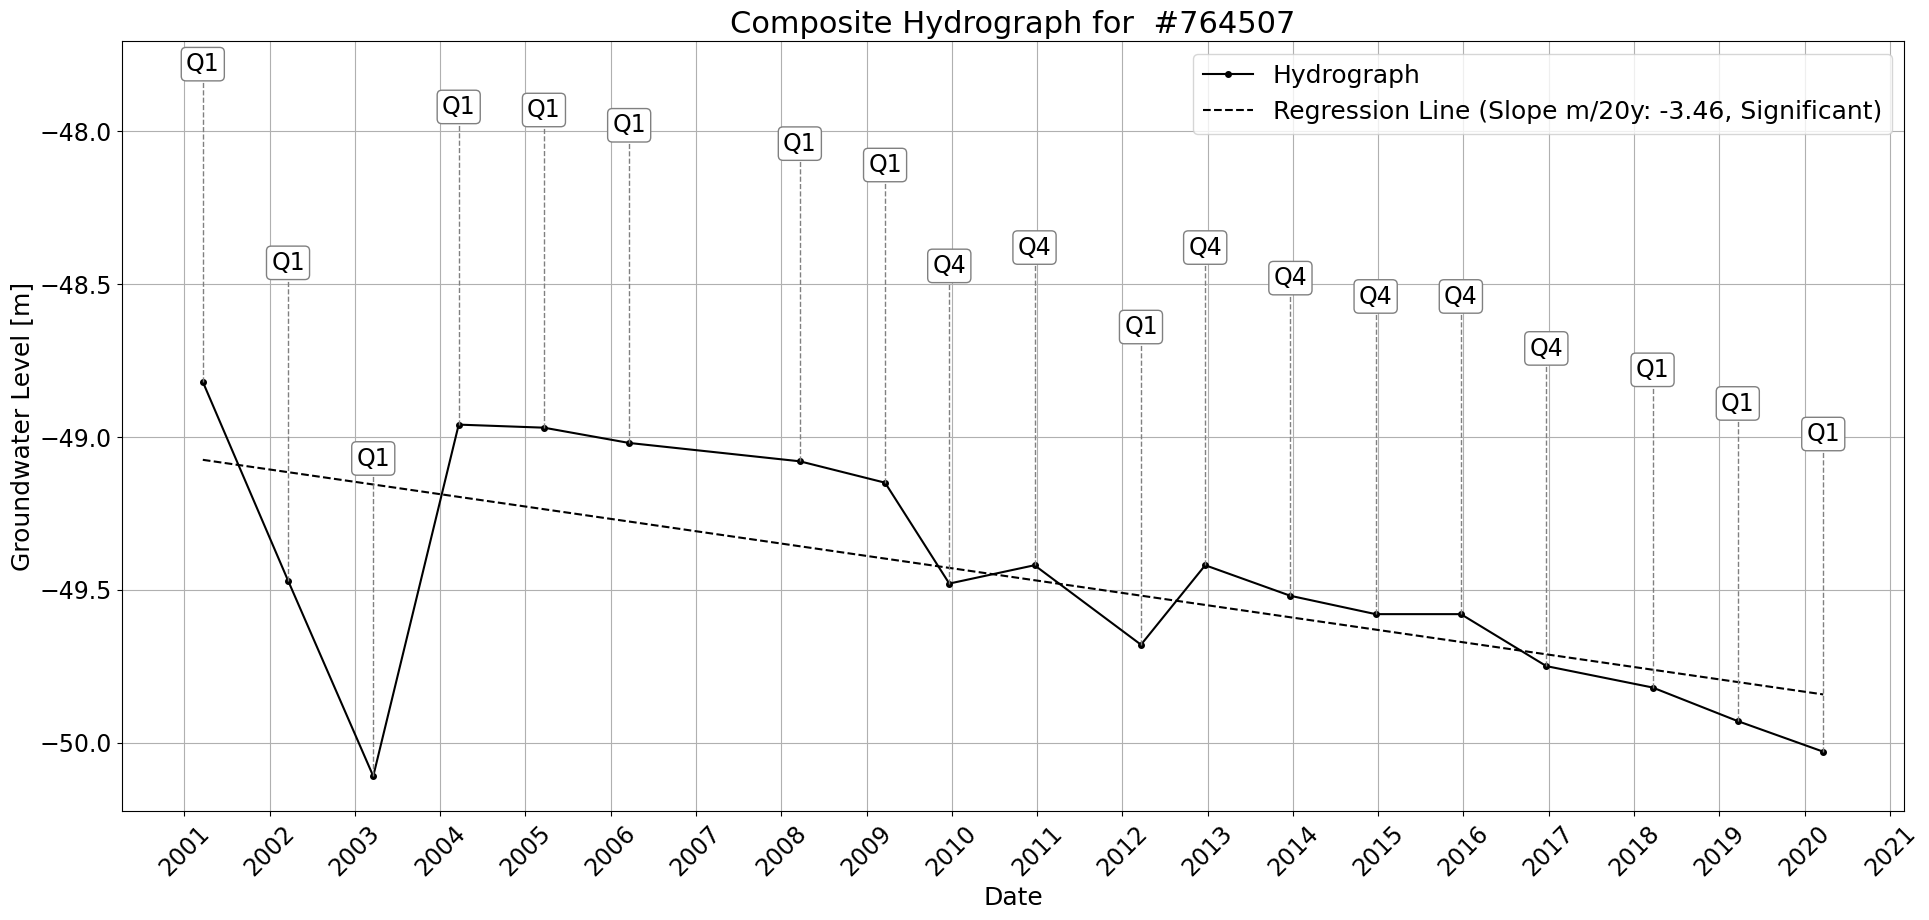 Composite Hydrograph for  #764507
Hydrograph
Regression Line (Slope m/20y: -3.46, Significant)
Groundwater Level [m]
−48.0
−48.5
−49.0
−49.5
−50.0
Q1
Q1
Q1
Q1
Q1
Q1
Q1
Q1
Q4
Q4
Q1
Q4
Q4
Q4
Q4
Q4
Q1
Q1
Q1
2001
2002
2003
2004
2005
2006
2007
2008
2009
2010
2011
2012
2013
2014
2015
2016
2017
2018
2019
2020
2021
Date